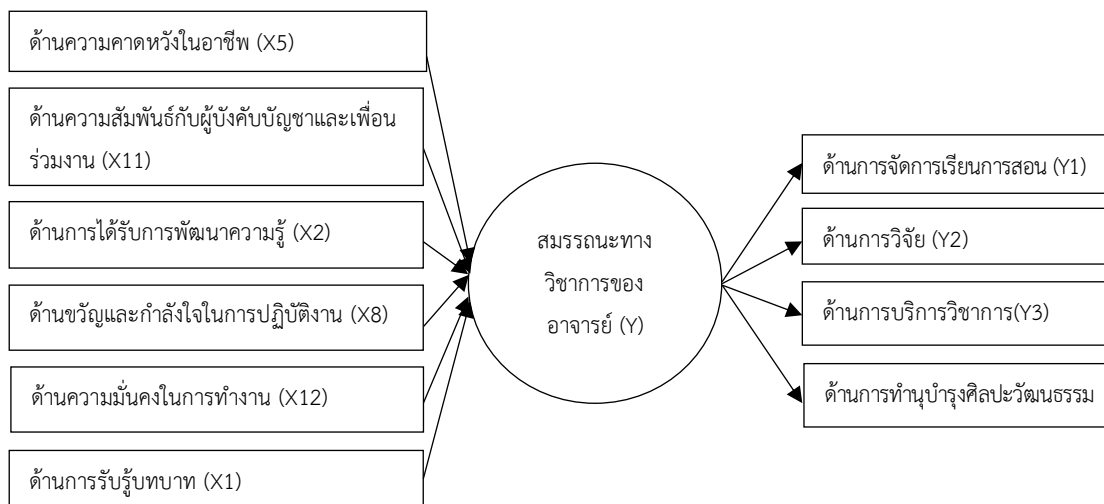 ด้านความคาดหวังในอาชีพ (X5)
ด้านความสัมพันธ์กับผู้บังคับบัญชาและเพื่อน
ร่วมงาน (X11)
ด้านการได้รับการพัฒนาความรู้ (X2)
ด้านขวัญและกำลังใจในการปฏิบัติงาน (X8)
ด้านความมั่นคงในการทำงาน (X12)
ด้านการรับรู้บทบาท (X1)
สมรรถนะทาง
วิชาการของ
อาจารย์ (Y)
ด้านการจัดการเรียนการสอน (Y1)
ด้านการวิจัย (Y2)
ด้านการบริการวิชาการ(Y3)
ด้านการทำนุบำรุงศิลปะวัฒนธรรม